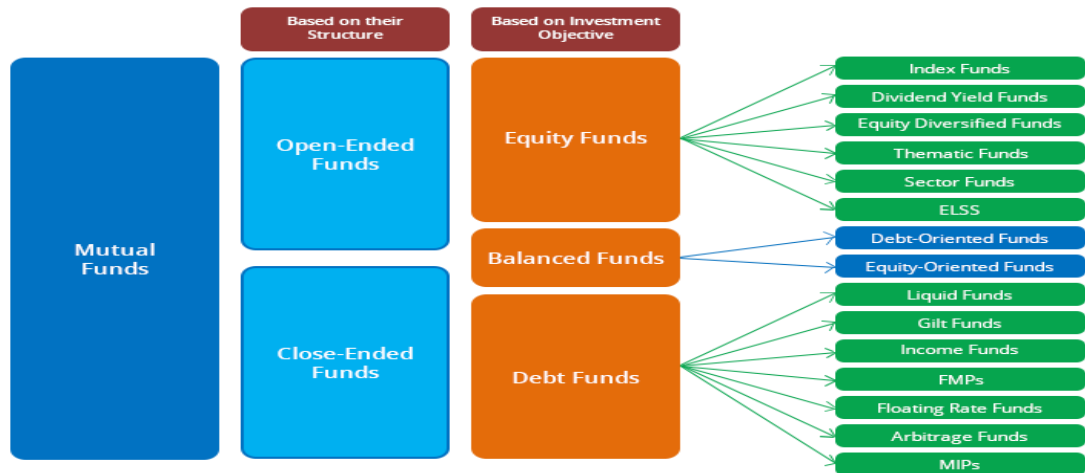 Based on their
Structure
Based on Investment
Objective
Mutual
Funds
Open-Ended
Funds
Close-Ended
Funds
Equity Funds
Balanced Funds
Debt Funds
Index Funds
Dividend Yield Funds
Equity Diversified Funds
Thematic Funds
Sector Funds
ELSS
Debt-Oriented Funds
Equity-Oriented Funds
Liquid Funds
Gilt Funds
Income Funds
FMPs
Floating Rate Funds
Arbitrage Funds
MIPs